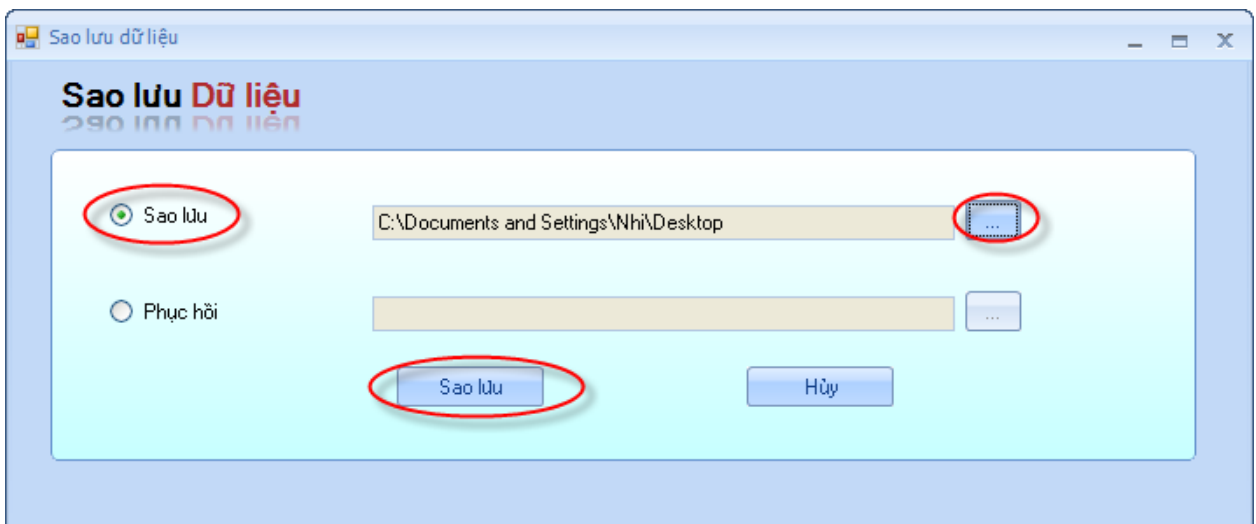 Sao lưu dữ liệu
Sao lưu Dữ liệu
Sao lưu
C:\Documents and Settings\Nhi\Desktop
...
Phục hồi
...
Sao lưu
Hủy